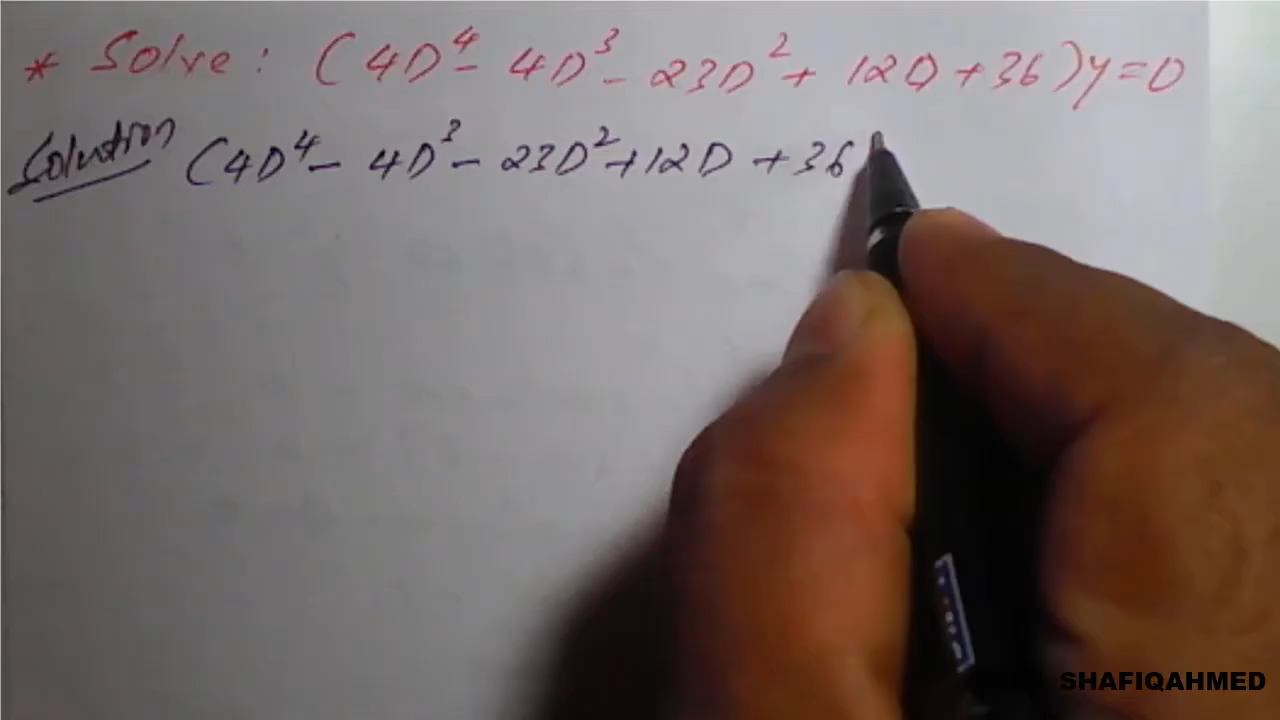 * Solve: (4D⁴ - 4D³ - 23D² + 12D + 36)y = 0
Solution (4D⁴ - 4D³ - 23D² + 12D + 36
SHAFIQAHMED